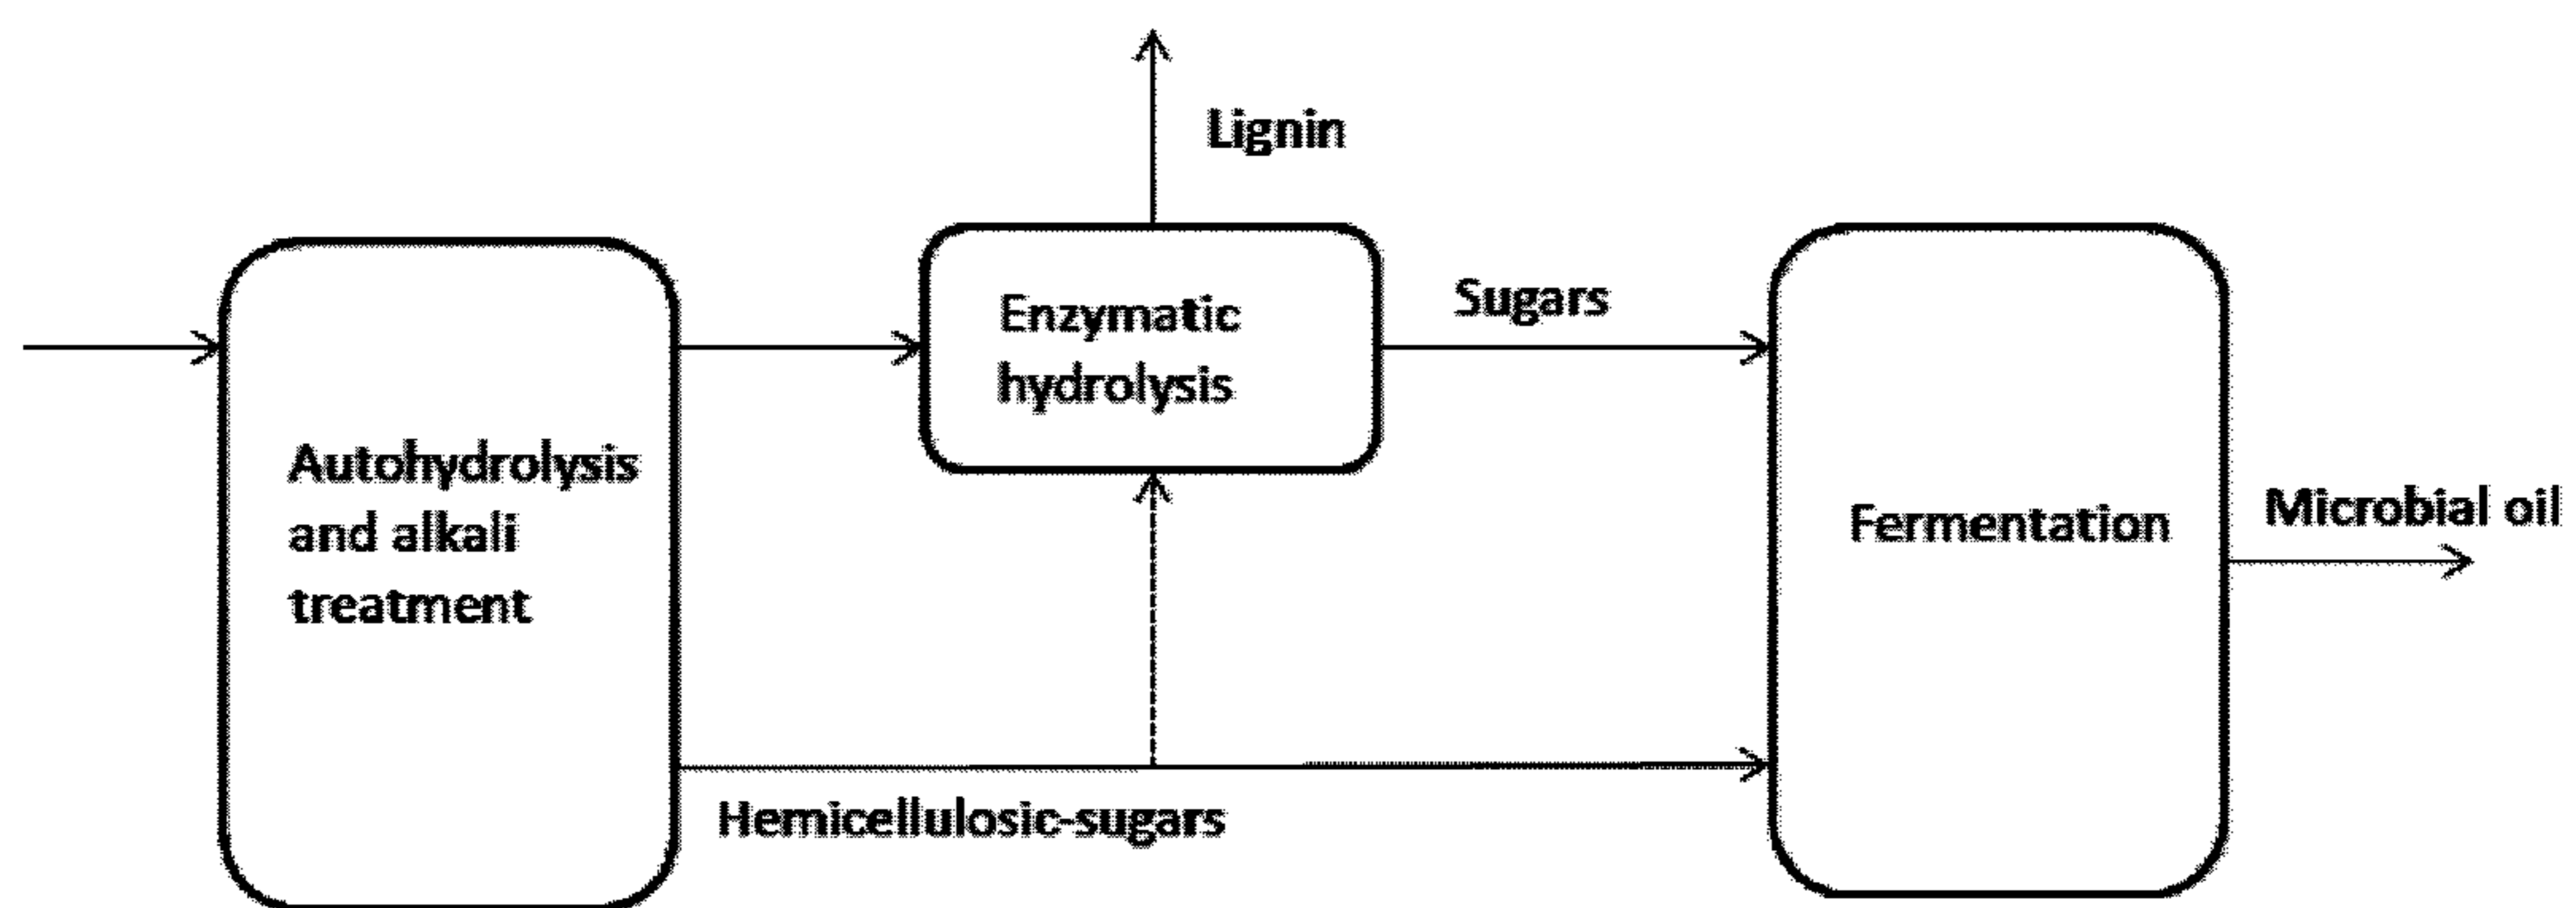 Lignin
Enzymatic
hydrolysis
Sugars
Autohydrolysis
and alkali
treatment
Fermentation
Microbial oil
Hemicellulosic-sugars